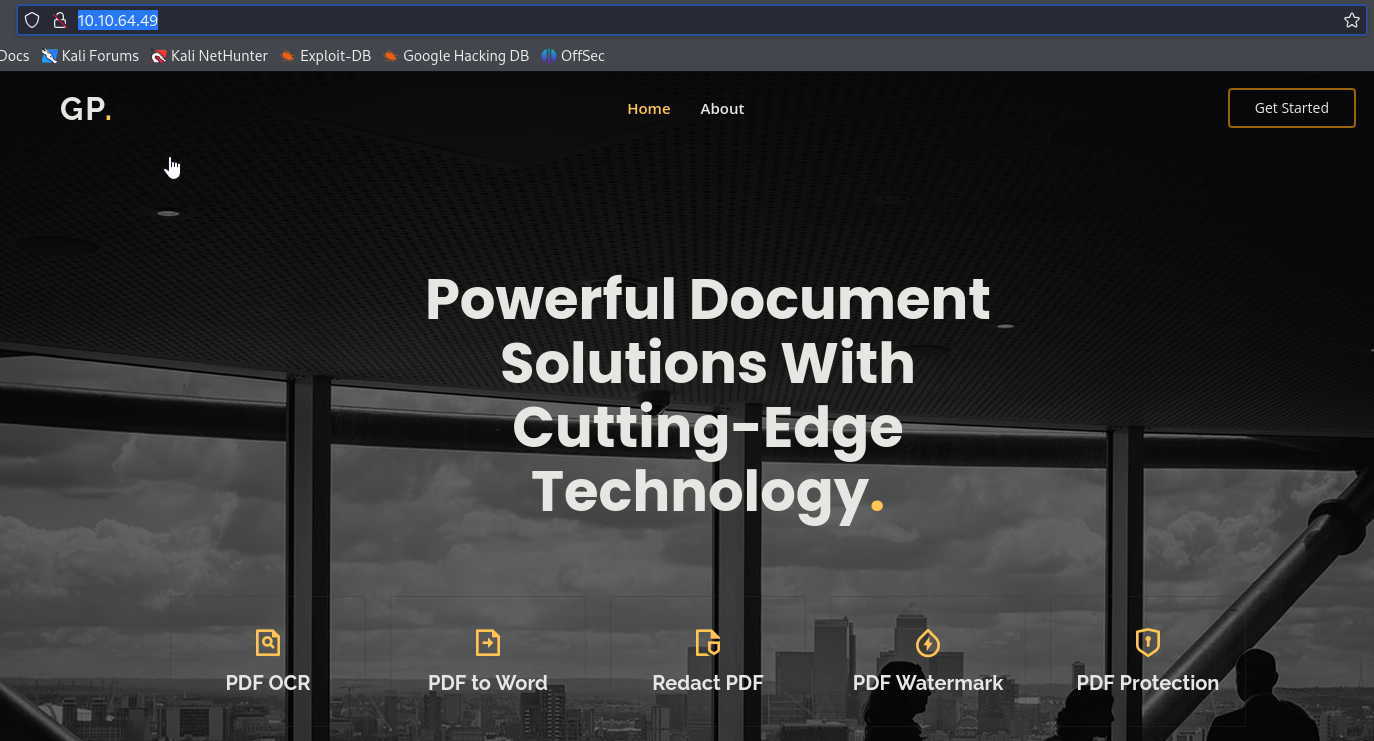 10.10.64.49
Docs Kali Forums Kali NetHunter Exploit-DB Google Hacking DB OffSec
GP. Home About Get Started
Powerful Document
Solutions With
Cutting-Edge
Technology.
PDF OCR PDF to Word Redact PDF PDF Watermark PDF Protection